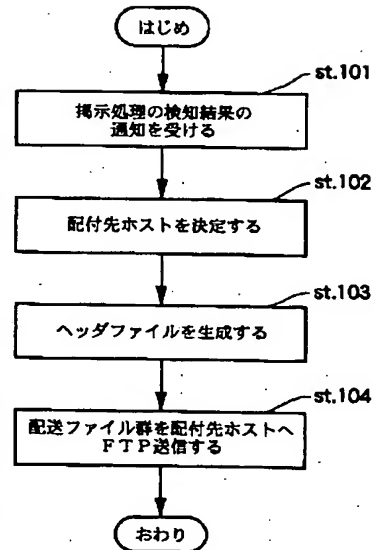 はじめ
st.101
掲示処理の検知結果の
通知を受ける
st.102
配付先ホストを決定する
st.103
ヘッダファイルを生成する
st.104
配送ファイル群を配付先ホストへ
ＦＴＰ送信する
おわり